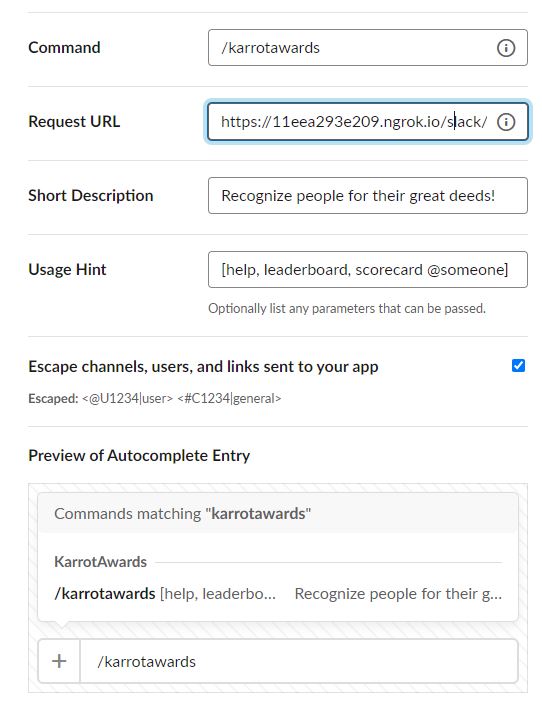 Command
/karrotawards
Request URL
https://11eea293e209.ngrok.io/slack/
Short Description
Recognize people for their great deeds!
Usage Hint
[help, leaderboard, scorecard @someone]
Optionally list any parameters that can be passed.
Escape channels, users, and links sent to your app
Escaped: <@U1234|user> <#C1234|general>
Preview of Autocomplete Entry
Commands matching "karrotawards"
KarrotAwards
/karrotawards [help, leaderbo... Recognize people for their g...
+ /karrotawards